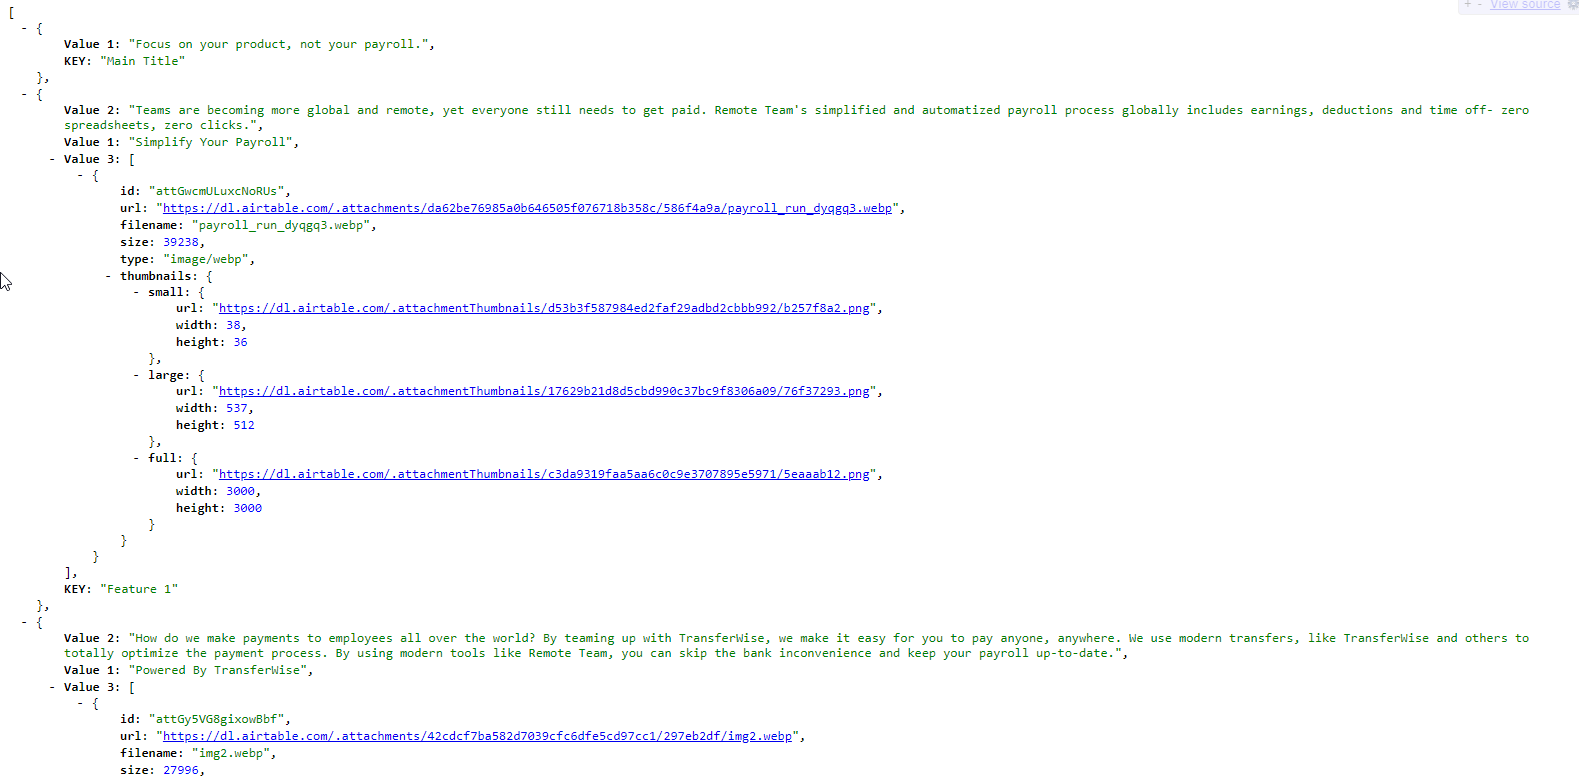 + - View source
[
- {
Value 1: "Focus on your product, not your payroll.",
KEY: "Main Title"
},
- {
Value 2: "Teams are becoming more global and remote, yet everyone still needs to get paid. Remote Team's simplified and automatized payroll process globally includes earnings, deductions and time off- zero
spreadsheets, zero clicks.",
Value 1: "Simplify Your Payroll",
- Value 3: [
- {
id: "attGwcmULuxcNoRUs",
url: "https://dl.airtable.com/.attachments/da62be76985a0b646505f076718b358c/586f4a9a/payroll_run_dyqgq3.webp",
filename: "payroll_run_dyqgq3.webp",
size: 39238,
type: "image/webp",
- thumbnails: {
- small: {
url: "https://dl.airtable.com/.attachmentThumbnails/d53b3f587984ed2faf29adbd2cbbb992/b257f8a2.png",
width: 38,
height: 36
},
- large: {
url: "https://dl.airtable.com/.attachmentThumbnails/17629b21d8d5cbd990c37bc9f8306a09/76f37293.png",
width: 537,
height: 512
},
- full: {
url: "https://dl.airtable.com/.attachmentThumbnails/c3da9319faa5aa6c0c9e3707895e5971/5eaaab12.png",
width: 3000,
height: 3000
}
}
}
],
KEY: "Feature 1"
},
- {
Value 2: "How do we make payments to employees all over the world? By teaming up with TransferWise, we make it easy for you to pay anyone, anywhere. We use modern transfers, like TransferWise and others to
totally optimize the payment process. By using modern tools like Remote Team, you can skip the bank inconvenience and keep your payroll up-to-date.",
Value 1: "Powered By TransferWise",
- Value 3: [
- {
id: "attGy5VG8gixowBbf",
url: "https://dl.airtable.com/.attachments/42cdcf7ba582d7039cfc6dfe5cd97cc1/297eb2df/img2.webp",
filename: "img2.webp",
size: 27996,